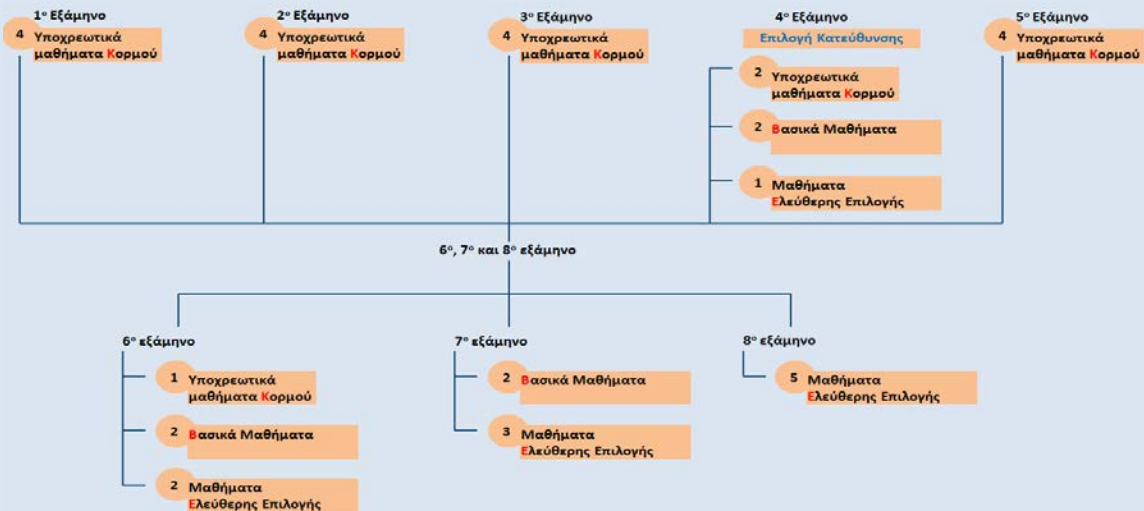 1ο Εξάμηνο
4 Υποχρεωτικά
μαθήματα Κορμού
2ο Εξάμηνο
4 Υποχρεωτικά
μαθήματα Κορμού
3ο Εξάμηνο
4 Υποχρεωτικά
μαθήματα Κορμού
4ο Εξάμηνο
Επιλογή Κατεύθυνσης
2 Υποχρεωτικά
μαθήματα Κορμού
2 Βασικά Μαθήματα
1 Μαθήματα
Ελεύθερης Επιλογής
5ο Εξάμηνο
4 Υποχρεωτικά
μαθήματα Κορμού
6ο, 7ο και 8ο εξάμηνο
6ο εξάμηνο
1 Υποχρεωτικά
μαθήματα Κορμού
2 Βασικά Μαθήματα
2 Μαθήματα
Ελεύθερης Επιλογής
7ο εξάμηνο
2 Βασικά Μαθήματα
3 Μαθήματα
Ελεύθερης Επιλογής
8ο εξάμηνο
5 Μαθήματα
Ελεύθερης Επιλογής